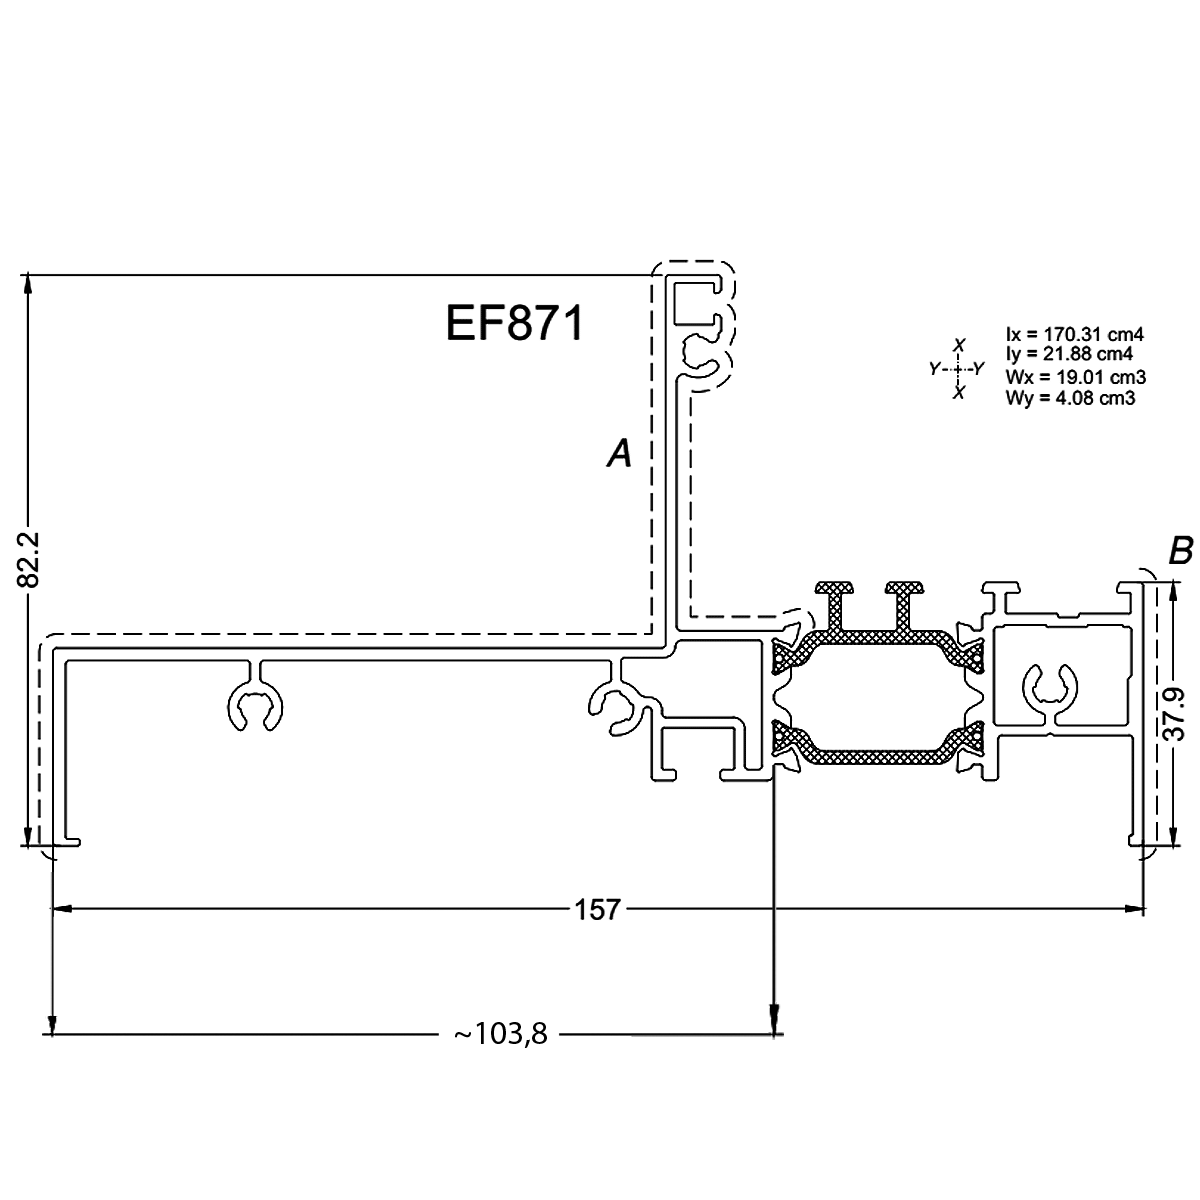 EF871
Ix = 170.31 cm4
Iy = 21.88 cm4
Wx = 19.01 cm3
Wy = 4.08 cm3
X
Y Y
X
A
B
82.2
37.9
157
~103,8